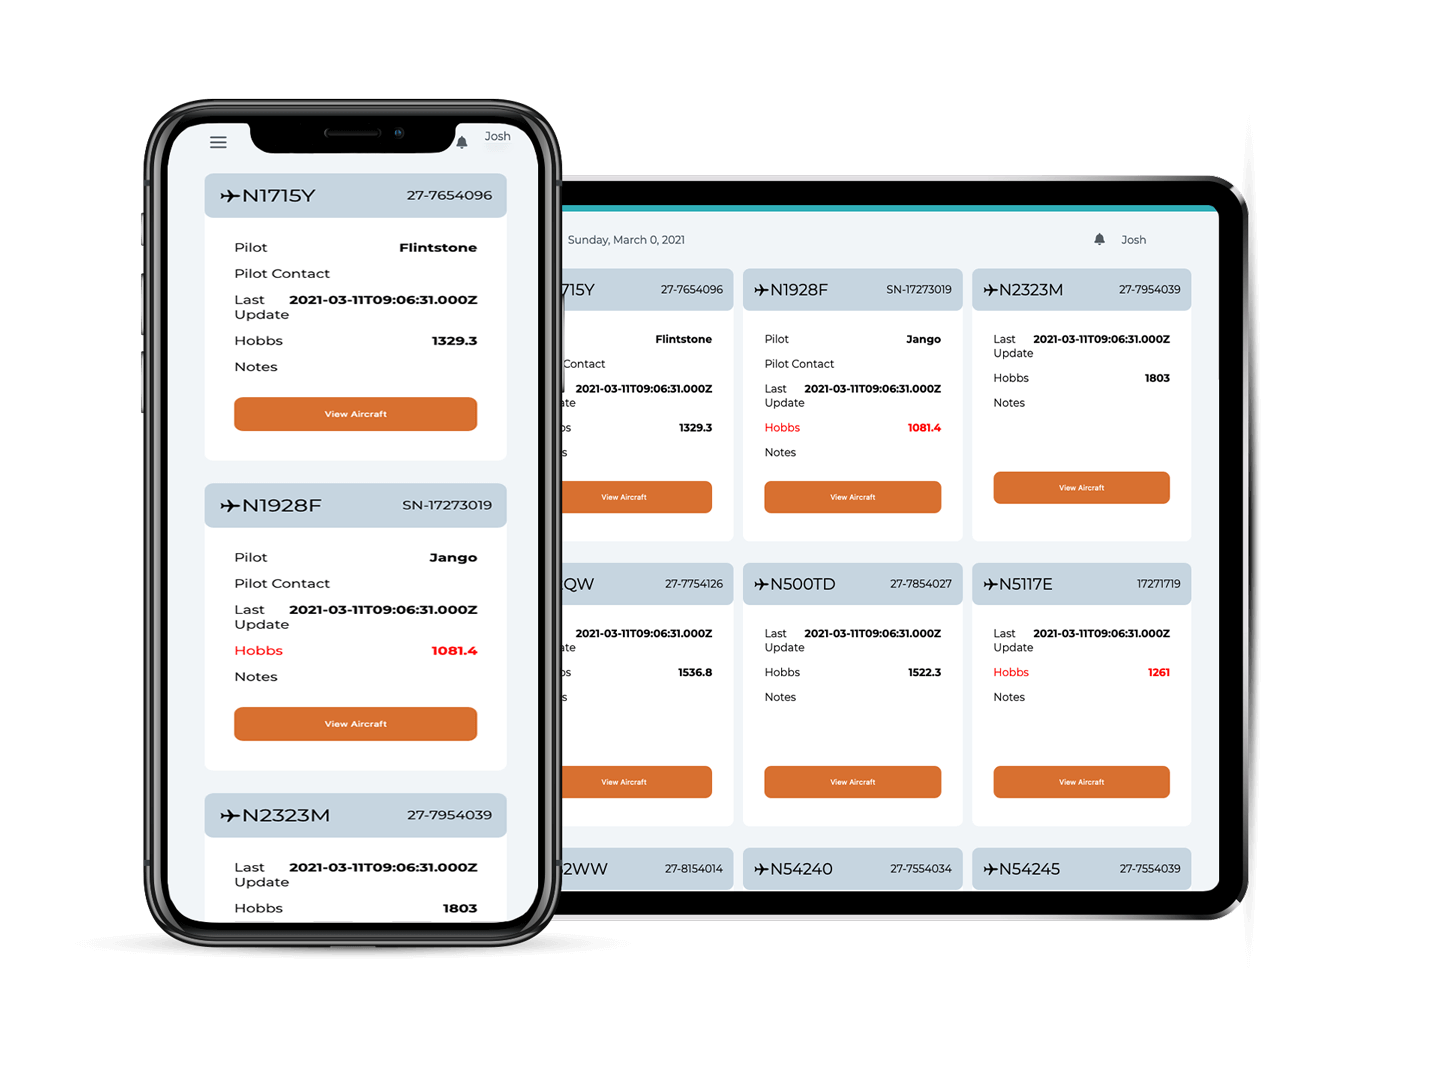 Josh
N1715Y 27-7654096
Pilot Flintstone
Pilot Contact
Last 2021-03-11T09:06:31.000Z
Update
Hobbs 1329.3
Notes
View Aircraft
N1928F SN-17273019
Pilot Jango
Pilot Contact
Last 2021-03-11T09:06:31.000Z
Update
Hobbs 1081.4
Notes
View Aircraft
N2323M 27-7954039
Last 2021-03-11T09:06:31.000Z
Update
Hobbs 1803
Sunday, March 0, 2021 Josh
715Y 27-7654096
Flintstone
Contact
2021-03-11T09:06:31.000Z
1329.3
View Aircraft
N1928F SN-17273019
Pilot Jango
Pilot Contact
Last 2021-03-11T09:06:31.000Z
Update
Hobbs 1081.4
Notes
View Aircraft
N2323M 27-7954039
Last 2021-03-11T09:06:31.000Z
Update
Hobbs 1803
Notes
View Aircraft
QW 27-7754126
2021-03-11T09:06:31.000Z
1536.8
View Aircraft
N500TD 27-7854027
Last 2021-03-11T09:06:31.000Z
Update
Hobbs 1522.3
Notes
View Aircraft
N5117E 17271719
Last 2021-03-11T09:06:31.000Z
Update
Hobbs 1261
Notes
View Aircraft
2WW 27-8154014
N54240 27-7554034
N54245 27-7554039